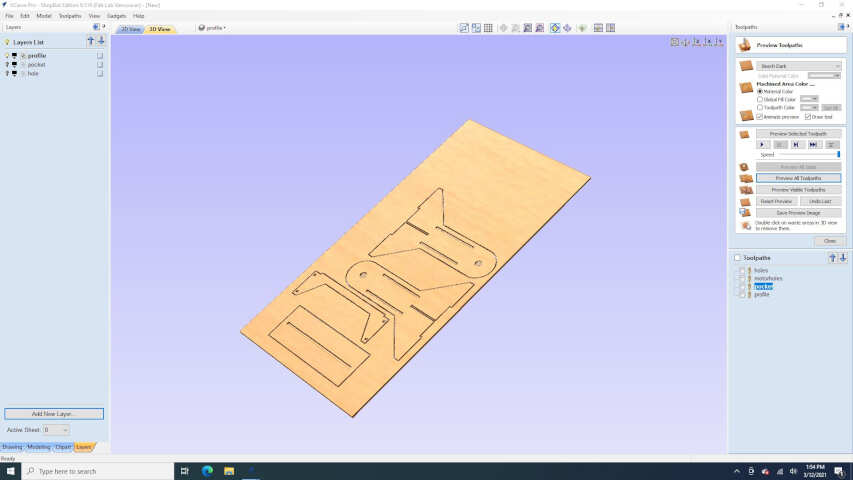 VCarve Pro - ShopBot Edition 9.519 (Fab Lab Vancouver) - [New]
File Edit Model Toolpaths View Gadgets Help
Layers
2D View 3D View profile
Toolpaths
Layers List
profile
pocket
hole
Preview Toolpaths
Beech Dark
Solid Material Color
Machined Area Color ....
Material Color
Global Fill Color
Toolpath Color
Animate preview Draw tool
Preview Selected Toolpath
Speed
Preview All Toolpaths
Preview Visible Toolpaths
Reset Preview Undo Last
Save Preview Image
Double click on waste areas in 3D view
to remove them.
Close
Toolpaths
holes
motorholes
pocket
profile
Add New Layer...
Active Sheet: 0
Drawing Modeling Clipart Layers
Ready
Type here to search
1:54 PM
3/12/2021